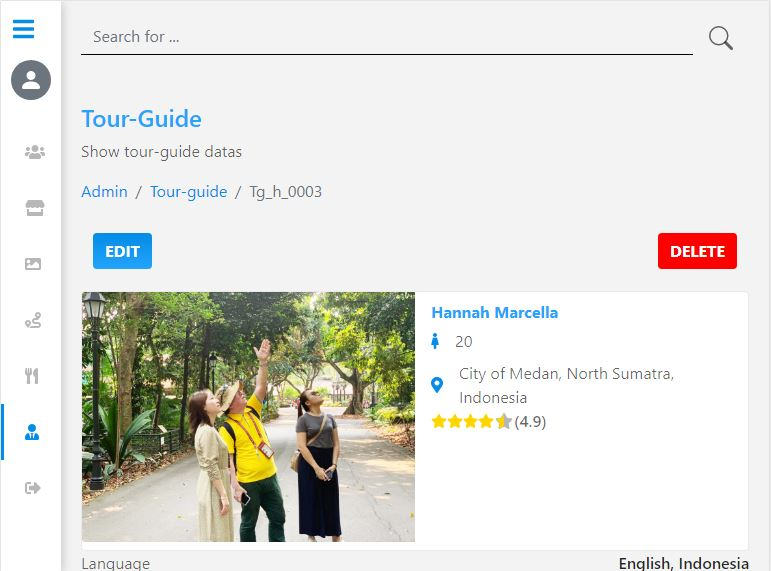 Search for ...
Tour-Guide
Show tour-guide datas
Admin / Tour-guide / Tg_h_0003
EDIT
DELETE
Hannah Marcella
20
City of Medan, North Sumatra,
Indonesia
(4.9)
Language English, Indonesia